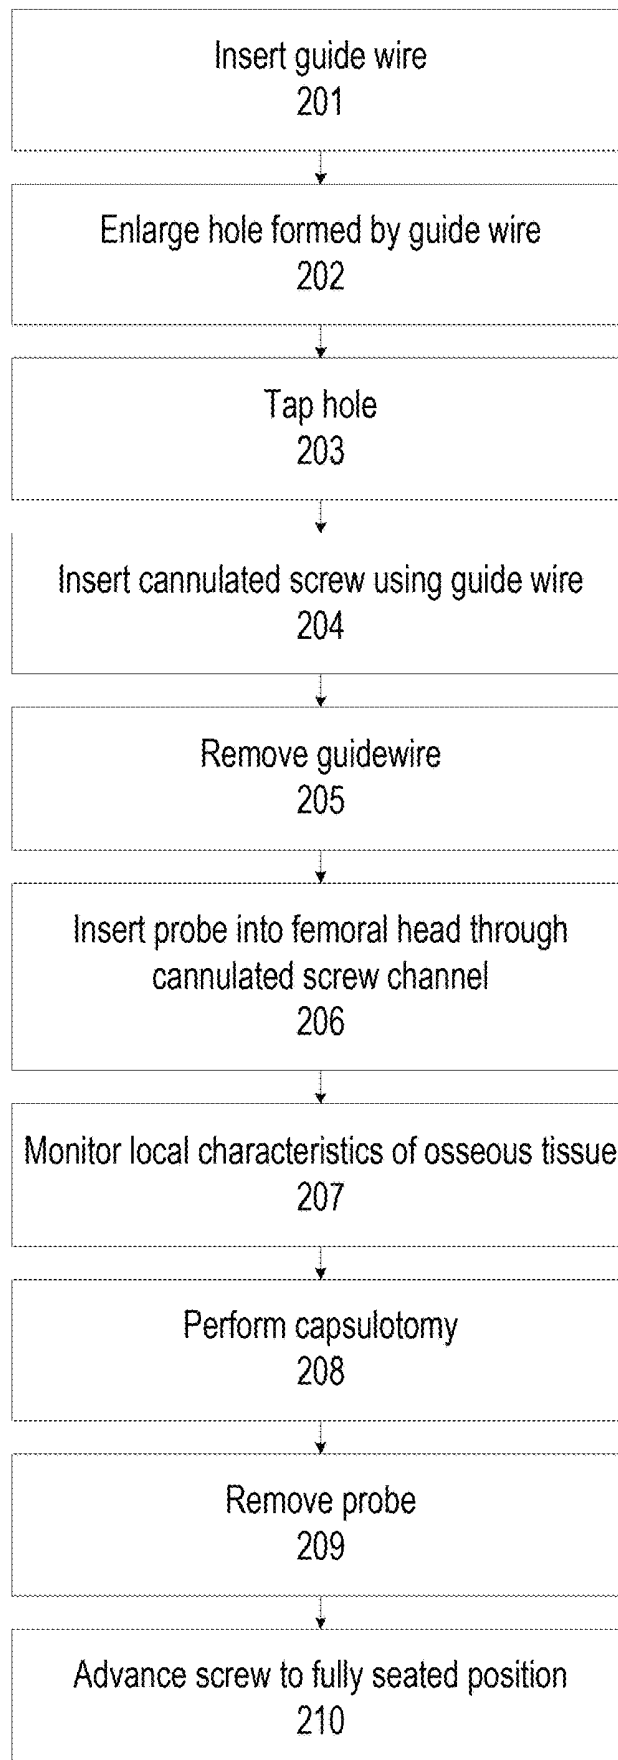 Insert guide wire
201
Enlarge hole formed by guide wire
202
Tap hole
203
Insert cannulated screw using guide wire
204
Remove guidewire
205
Insert probe into femoral head through
cannulated screw channel
206
Monitor local characteristics of osseous tissue
207
Perform capsulotomy
208
Remove probe
209
Advance screw to fully seated position
210